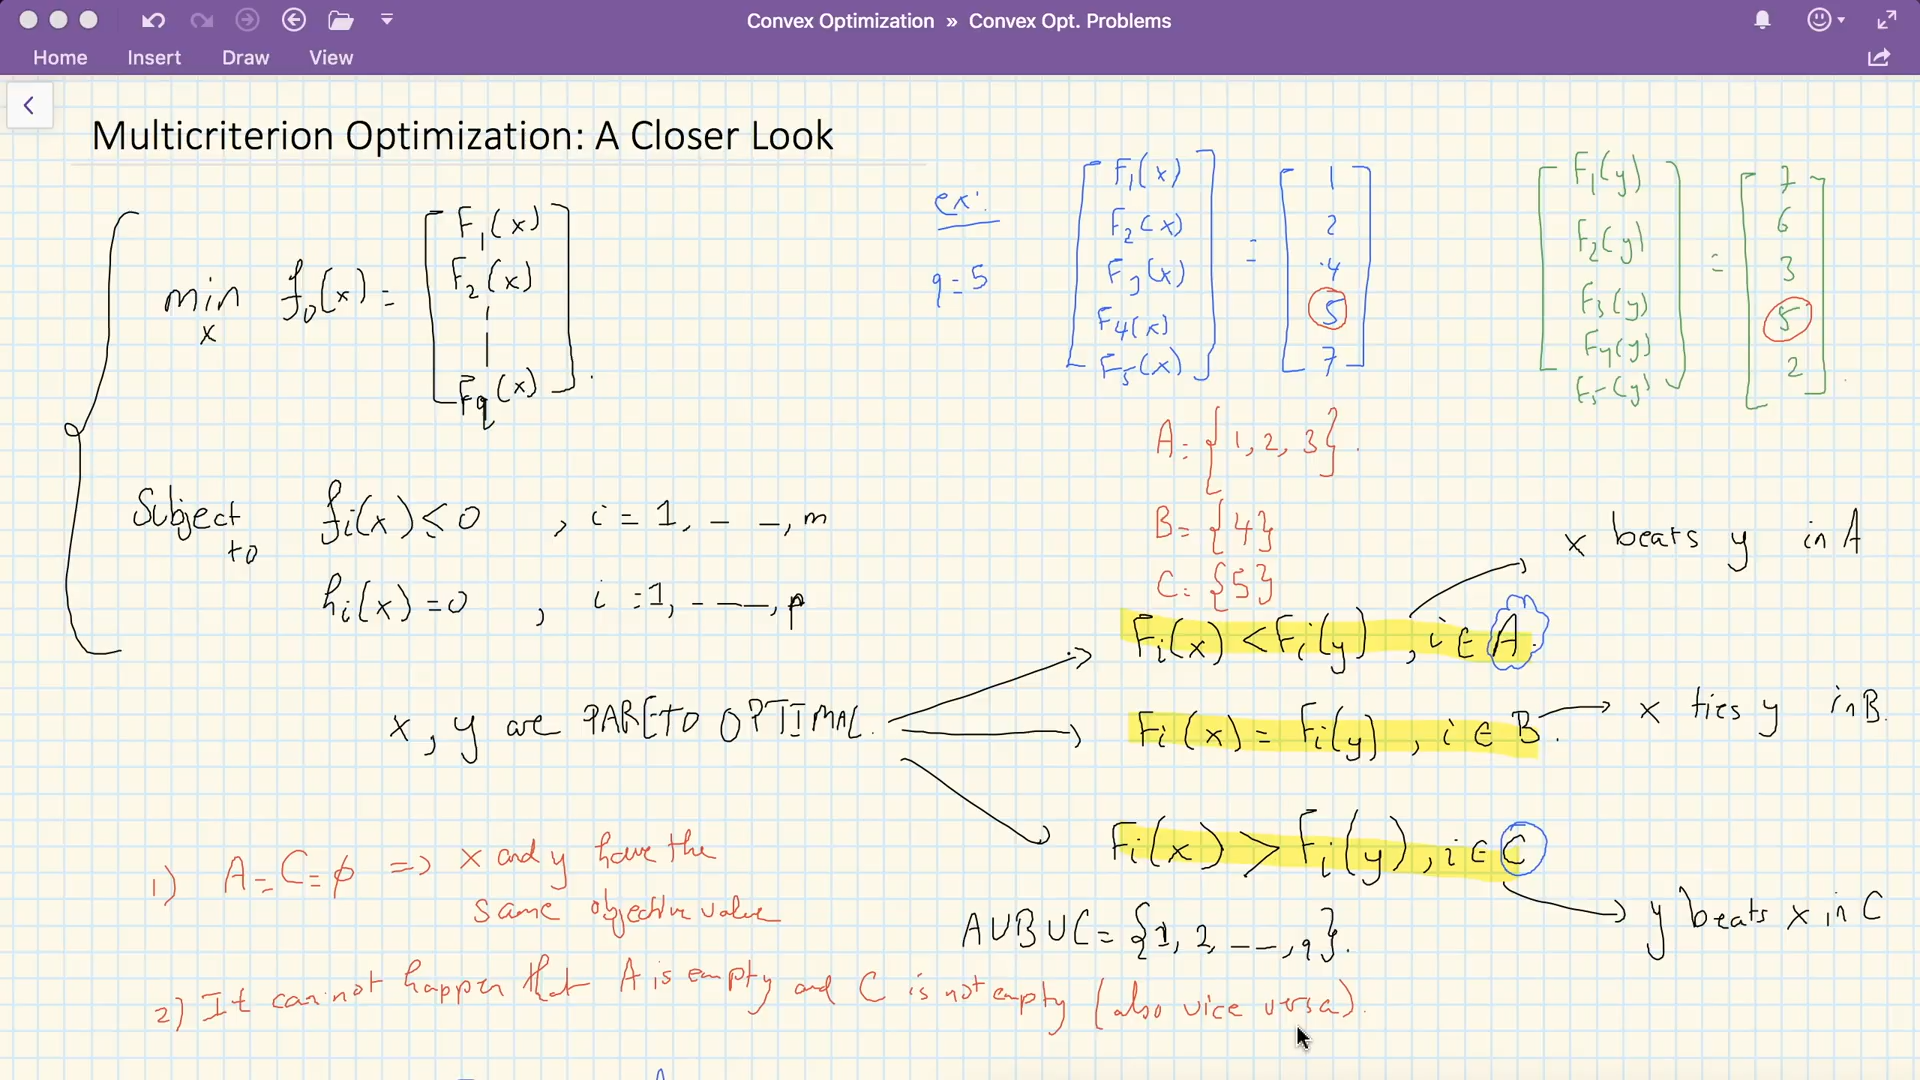 Convex Optimization » Convex Opt. Problems
Home Insert Draw View
Multicriterion Optimization: A Closer Look
min f₀(x) = [ F₁(x)
x
F₂(x)
|
|
Fq(x) ] .
Subject to
fᵢ(x) ≤ 0 , i = 1, - -, m
hᵢ(x) = 0 , i = 1, - - -, p
ex:
q = 5
[ F₁(x) F₂(x) F₃(x) F₄(x) F₅(x) ] = [ 1 2 4 5 7 ]
[ F₁(y) F₂(y) F₃(y) F₄(y) F₅(y) ] = [ 7 6 3 5 2 ]
A = { 1, 2, 3 } .
B = { 4 }
C = { 5 }
x, y are PARETO OPTIMAL.
Fᵢ(x) < Fᵢ(y) , i ∈ A.
x beats y in A
Fᵢ(x) = Fᵢ(y) , i ∈ B.
x ties y in B.
Fᵢ(x) > Fᵢ(y) , i ∈ C
y beats x in C
A ∪ B ∪ C = { 1, 2, - - -, q }.
1) A = C = φ => x and y have the
same objective value
2) It cannot happen that A is empty and C is not empty (also vice versa).